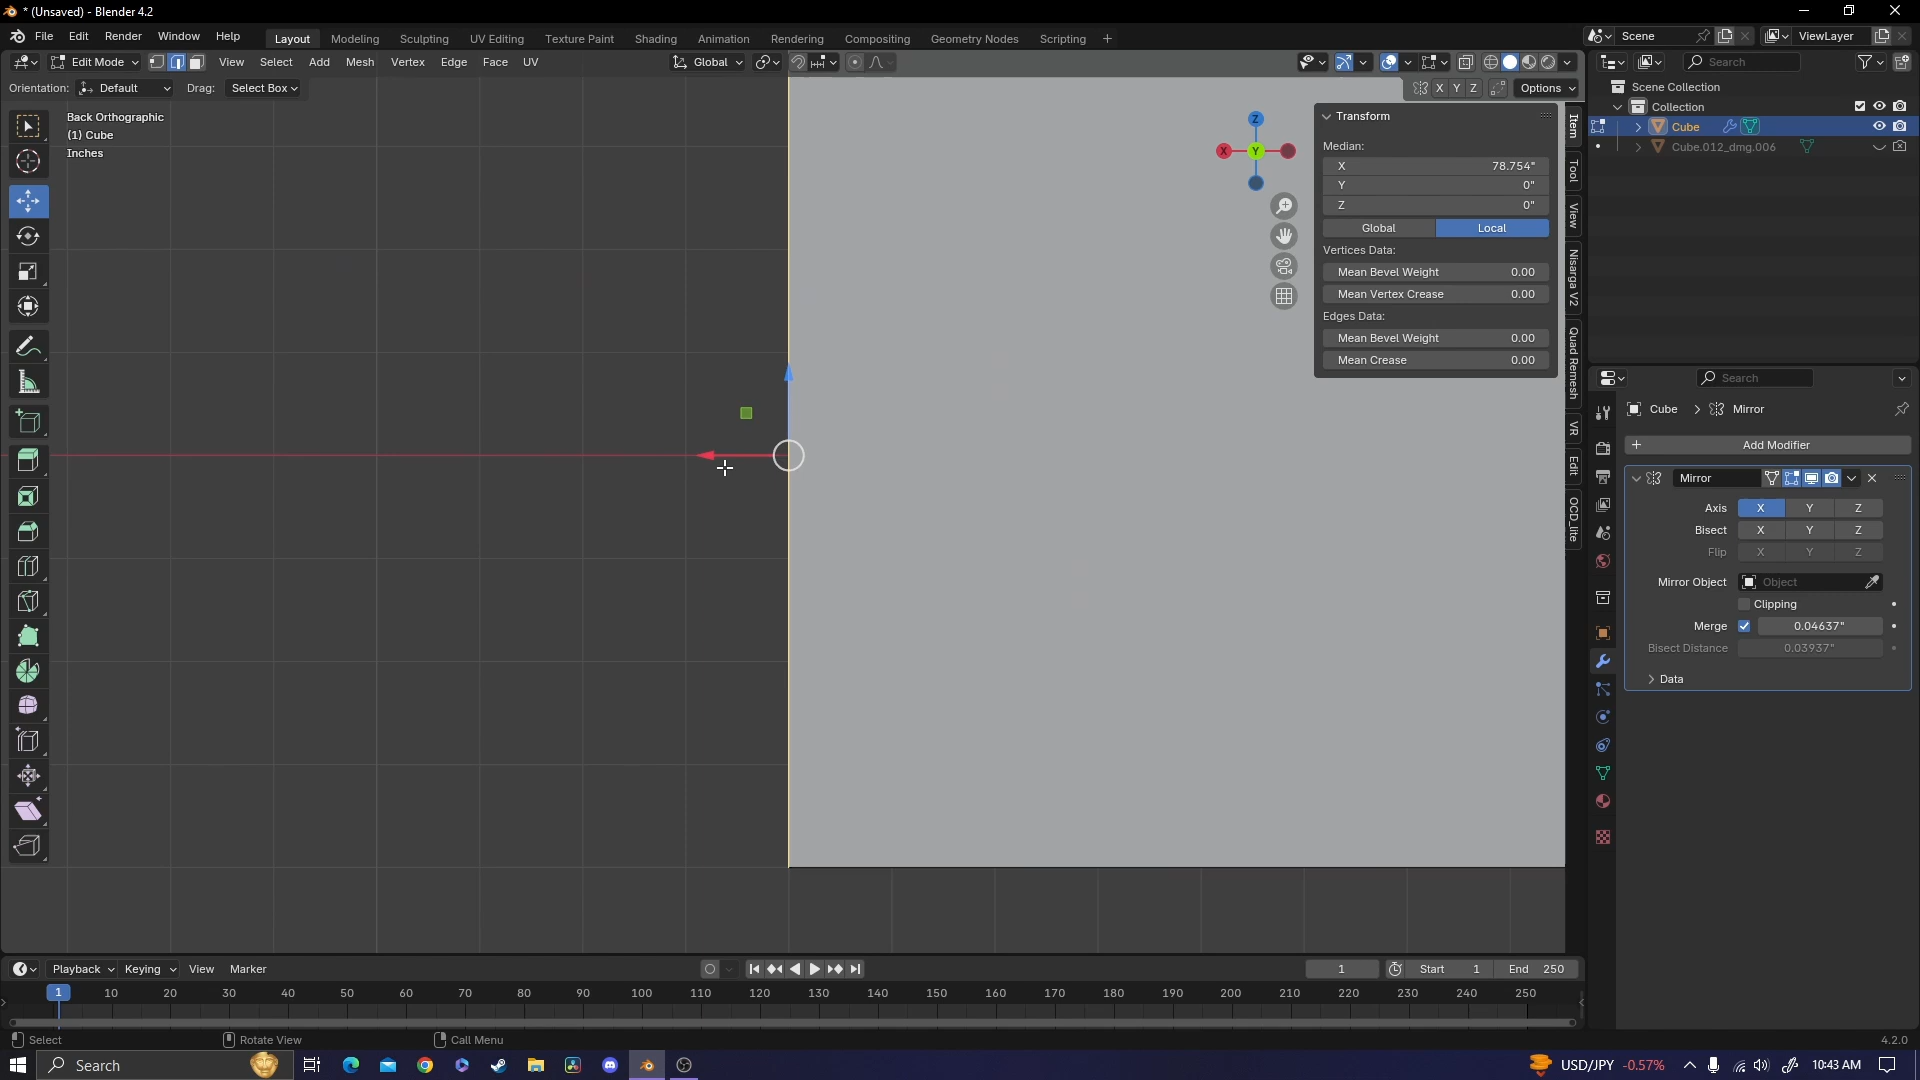 * (Unsaved) - Blender 4.2
File Edit Render Window Help Layout Modeling Sculpting UV Editing Texture Paint Shading Animation Rendering Compositing Geometry Nodes Scripting + Scene ViewLayer
Edit Mode View Select Add Mesh Vertex Edge Face UV Global Search
Orientation: Default Drag: Select Box X Y Z Options
Scene Collection
Collection
Cube
Cube.012_dmg.006
Back Orthographic
(1) Cube
Inches
Z
X Y
Transform
Median:
X 78.754"
Y 0"
Z 0"
Global Local
Vertices Data:
Mean Bevel Weight 0.00
Mean Vertex Crease 0.00
Edges Data:
Mean Bevel Weight 0.00
Mean Crease 0.00
Item
Tool
View
Nisarga V2
Quad Remesh
VR
Edit
OCD_lite
Search
Cube > Mirror
+ Add Modifier
Mirror
Axis X Y Z
Bisect X Y Z
Flip X Y Z
Mirror Object Object
Clipping
Merge 0.04637"
Bisect Distance 0.03937"
Data
Playback Keying View Marker 1 Start 1 End 250
1 10 20 30 40 50 60 70 80 90 100 110 120 130 140 150 160 170 180 190 200 210 220 230 240 250
Select Rotate View Call Menu 4.2.0
Search USD/JPY -0.57% 10:43 AM